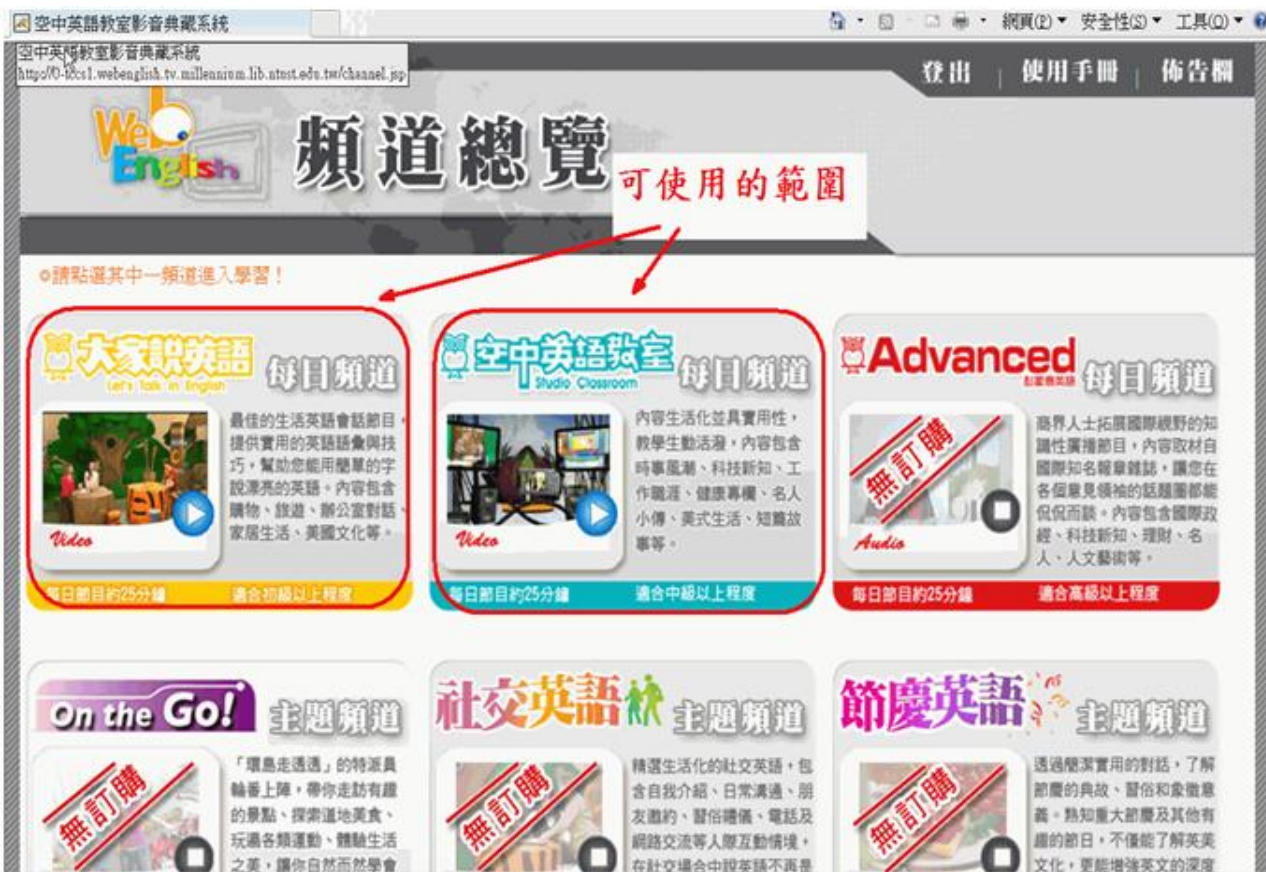 空中英語教室影音典藏系統
網頁(P)
安全性(S)
工具(O)
空中英語教室影音典藏系統
http://0-tccs1.webenglish.tv.millennium.lib.ntust.edu.tw/channel.jsp
登出 | 使用手冊 | 佈告欄
Web English
頻道總覽
可使用的範圍
請點選其中一頻道進入學習！
大家說英語
Let's Talk in English
每日頻道
最佳的生活英語會話節目，
提供實用的英語語彙與技
巧，幫助您能用簡單的字
說漂亮的英語。內容包含
購物、旅遊、辦公室對話、
家居生活、美國文化等。
Video
每日節目約25分鐘
適合初級以上程度
空中英語教室
Studio Classroom
每日頻道
內容生活化並具實用性，
教學生動活潑，內容包含
時事風潮、科技新知、工
作職涯、健康專欄、名人
小傳、美式生活、短篇故
事等。
Video
每日節目約25分鐘
適合中級以上程度
Advanced
彭蒙惠英語
每日頻道
商界人士拓展國際視野的知
識性廣播節目，內容取材自
國際知名報章雜誌，讓您在
各個意見領袖的話題圈都能
侃侃而談。內容包含國際政
經、科技新知、理財、名
人、人文藝術等。
無訂購
Audio
每日節目約25分鐘
適合高級以上程度
On the Go!
主題頻道
「環島走透透」的特派員
輪番上陣，帶你走訪有趣
的景點、探索道地美食、
玩遍各類運動、體驗生活
之美，讓你自然而然學會
無訂購
社交英語
主題頻道
精選生活化的社交英語，包
含自我介紹、日常溝通、朋
友邀約、習俗禮儀、電話及
網路交流等人際互動情境，
在社交場合中說英語不再是
無訂購
節慶英語
主題頻道
透過簡潔實用的對話，了解
節慶的典故、習俗和象徵意
義。熟知重大節慶及其他有
趣的節日，不僅能了解英美
文化，更能增強英文的深度
無訂購